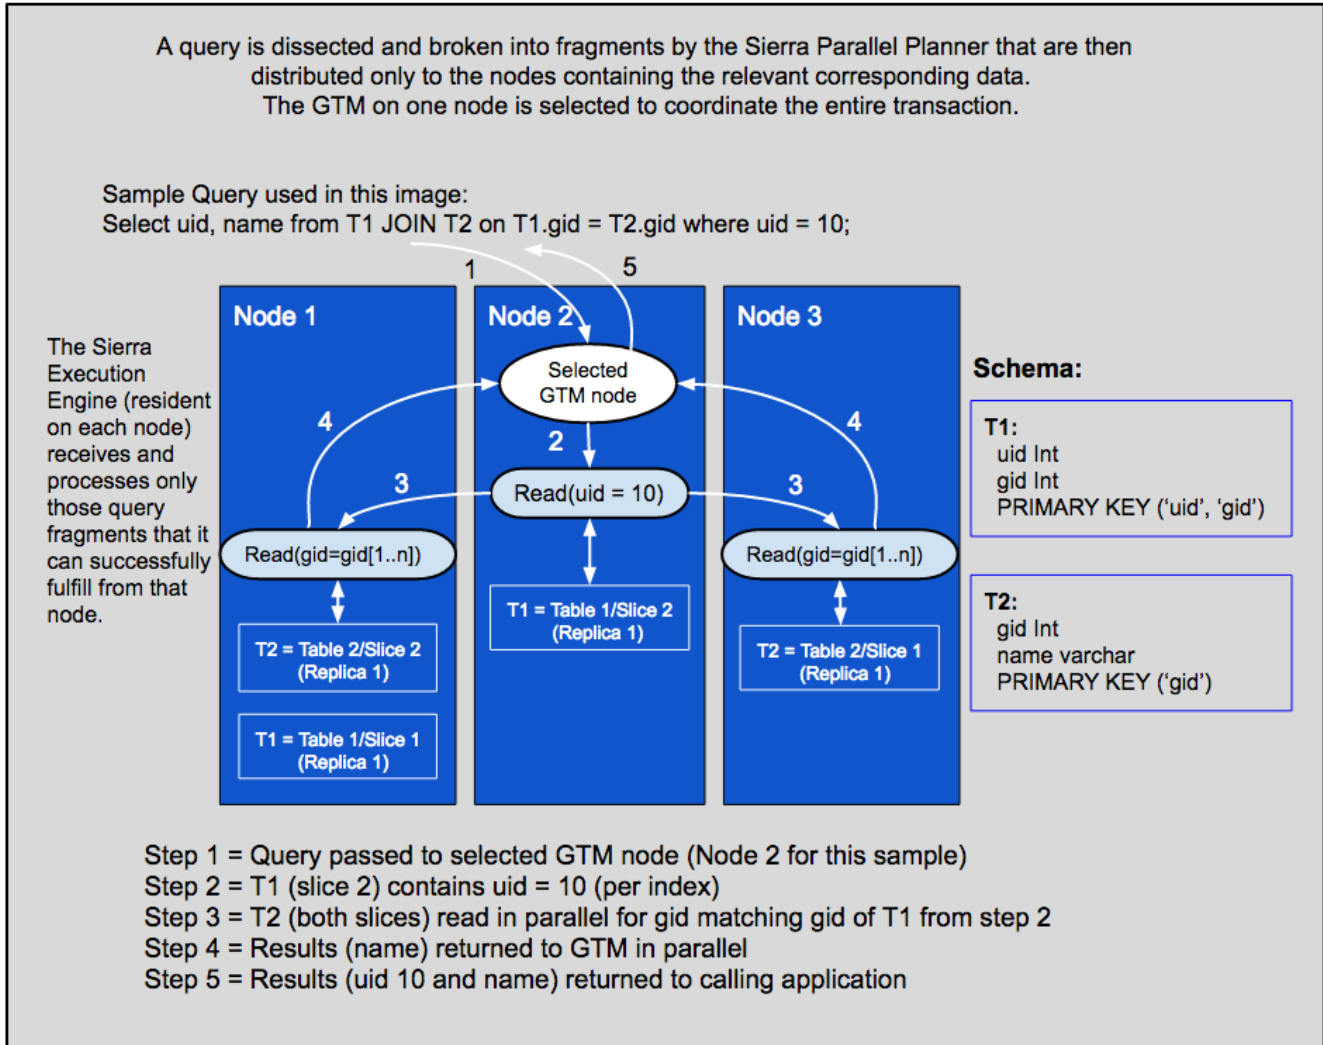 A query is dissected and broken into fragments by the Sierra Parallel Planner that are then
distributed only to the nodes containing the relevant corresponding data.
The GTM on one node is selected to coordinate the entire transaction.
Sample Query used in this image:
Select uid, name from T1 JOIN T2 on T1.gid = T2.gid where uid = 10;
1
5
The Sierra
Execution
Engine (resident
on each node)
receives and
processes only
those query
fragments that it
can successfully
fulfill from that
node.
Node 1
4
3
Read(gid=gid[1..n])
T2 = Table 2/Slice 2
(Replica 1)
T1 = Table 1/Slice 1
(Replica 1)
Node 2
Selected
GTM node
2
Read(uid = 10)
T1 = Table 1/Slice 2
(Replica 1)
Node 3
4
3
Read(gid=gid[1..n])
T2 = Table 2/Slice 1
(Replica 1)
Schema:
T1:
uid Int
gid Int
PRIMARY KEY (‘uid’, ‘gid’)
T2:
gid Int
name varchar
PRIMARY KEY (‘gid’)
Step 1 = Query passed to selected GTM node (Node 2 for this sample)
Step 2 = T1 (slice 2) contains uid = 10 (per index)
Step 3 = T2 (both slices) read in parallel for gid matching gid of T1 from step 2
Step 4 = Results (name) returned to GTM in parallel
Step 5 = Results (uid 10 and name) returned to calling application